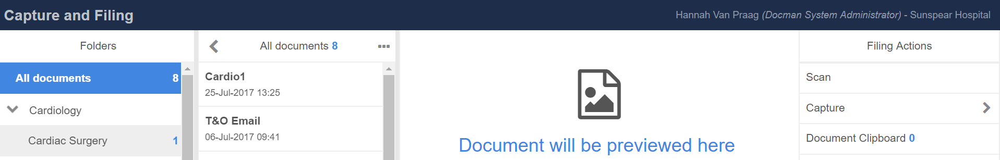 Capture and Filing
Hannah Van Praag (Docman System Administrator) - Sunspear Hospital
Folders
All documents 8
Cardiology
Cardiac Surgery 1
All documents 8
Cardio1
25-Jul-2017 13:25
T&O Email
06-Jul-2017 09:41
Document will be previewed here
Filing Actions
Scan
Capture
Document Clipboard 0